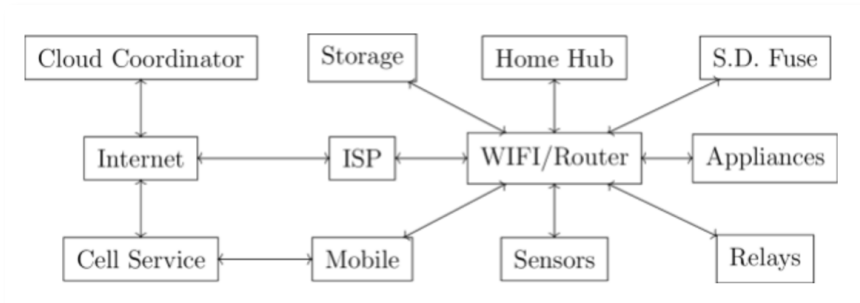 Cloud Coordinator
Storage
Home Hub
S.D. Fuse
Internet
ISP
WIFI/Router
Appliances
Cell Service
Mobile
Sensors
Relays